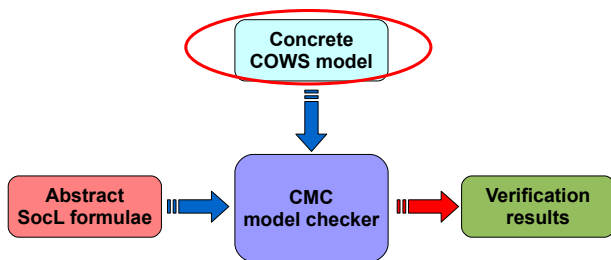 Concrete
COWS model
Abstract
SocL formulae
CMC
model checker
Verification
results